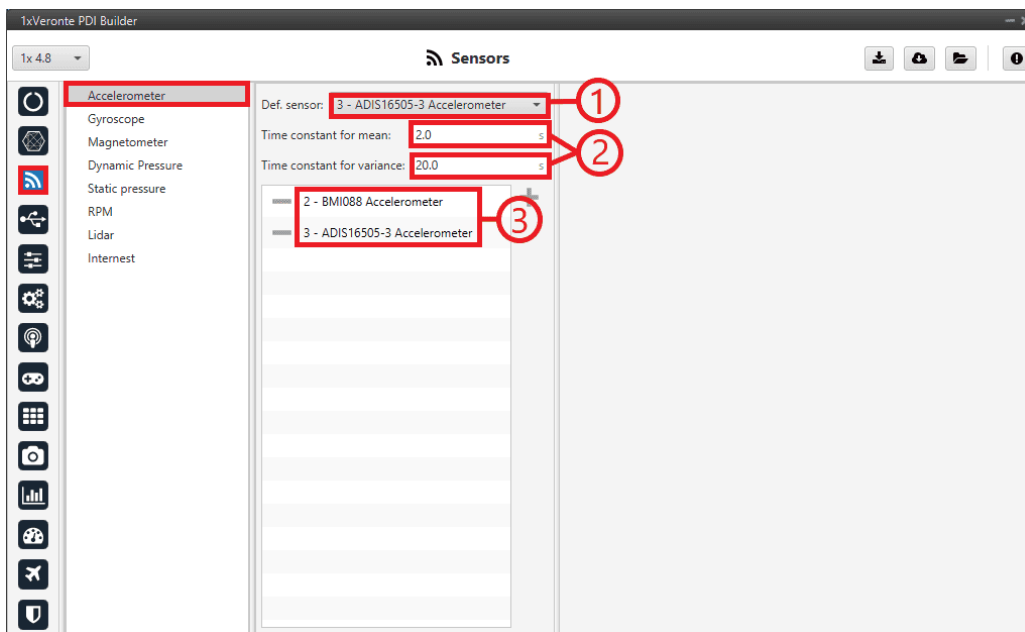 1xVeronte PDI Builder
1x 4.8
Sensors
Accelerometer
Gyroscope
Magnetometer
Dynamic Pressure
Static pressure
RPM
Lidar
Internest
Def. sensor: 3 - ADIS16505-3 Accelerometer
1
Time constant for mean: 2.0 s
2
Time constant for variance: 20.0 s
2 - BMI088 Accelerometer
3
3 - ADIS16505-3 Accelerometer